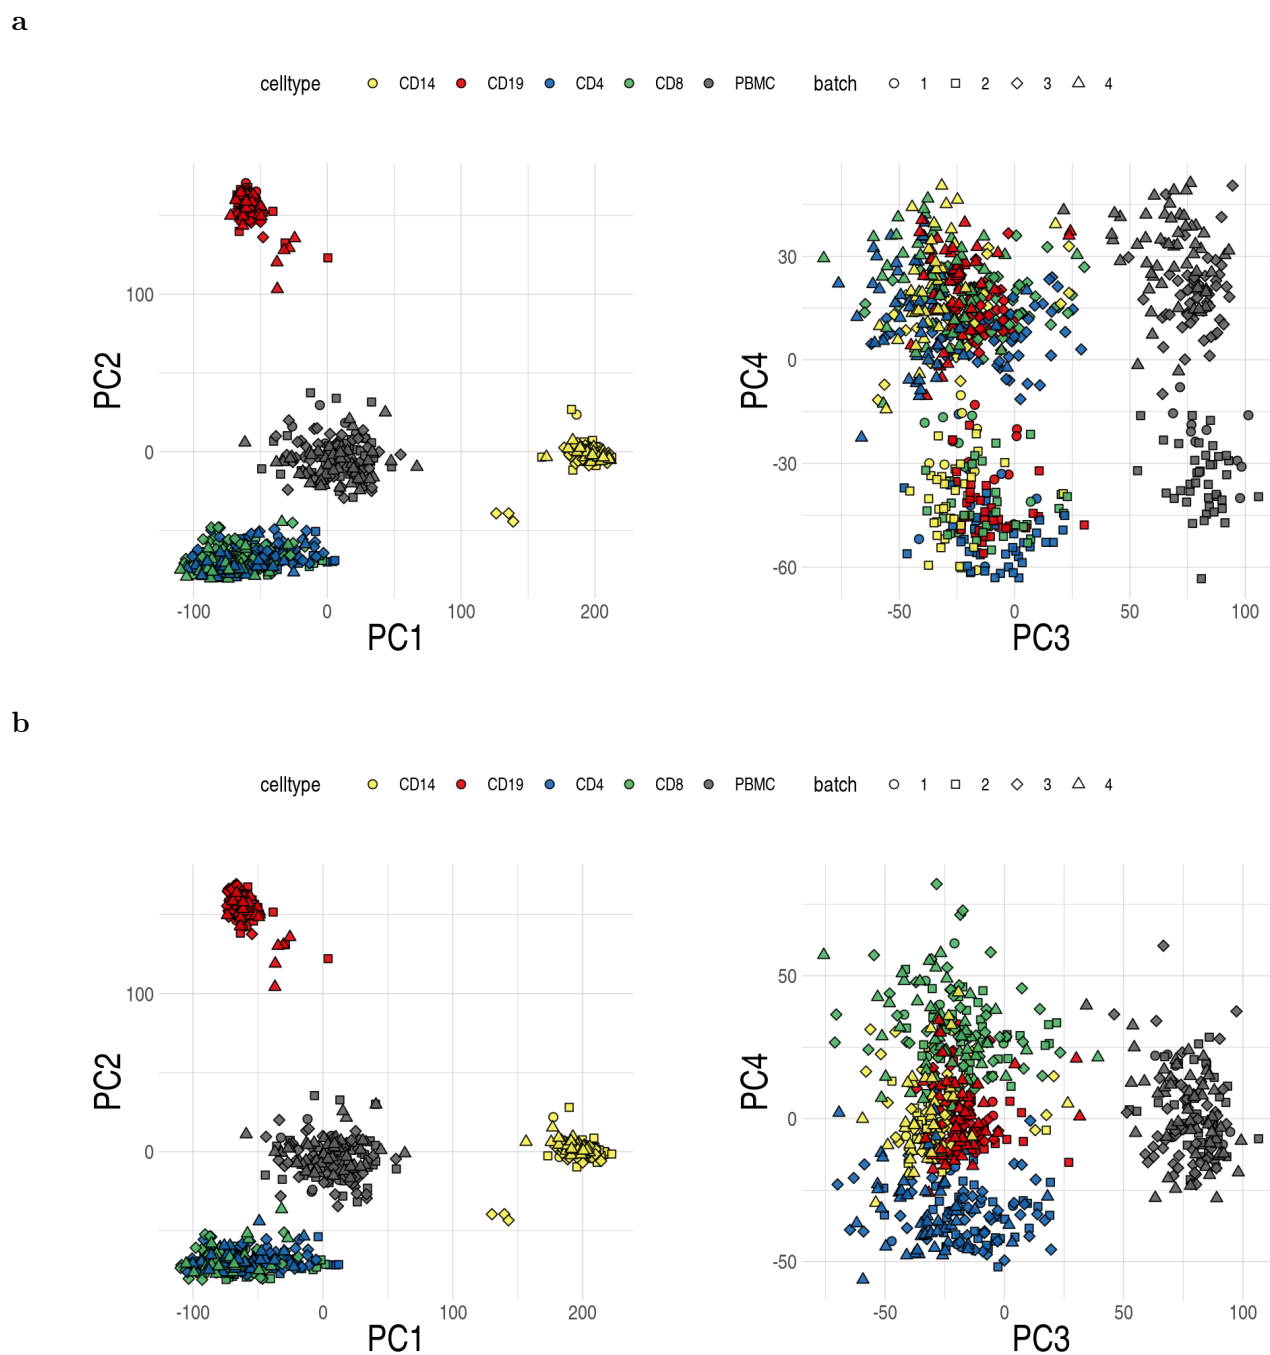 a
celltype CD14 CD19 CD4 CD8 PBMC batch 1 2 3 4
PC2
100
0
-100 0 100 200
PC1
PC4
30
0
-30
-60
-50 0 50 100
PC3
b
celltype CD14 CD19 CD4 CD8 PBMC batch 1 2 3 4
PC2
100
0
-100 0 100 200
PC1
PC4
50
0
-50
-50 0 50 100
PC3